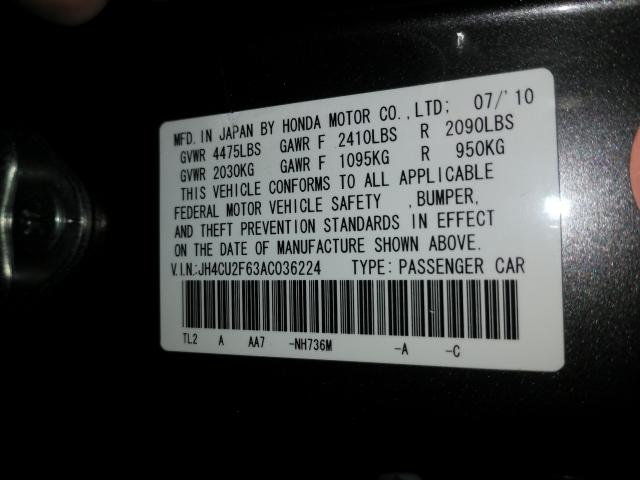 MFD. IN JAPAN BY HONDA MOTOR CO.,LTD; 07/'10
GVWR 4475LBS GAWR F 2410LBS R 2090LBS
GVWR 2030KG GAWR F 1095KG R 950KG
THIS VEHICLE CONFORMS TO ALL APPLICABLE
FEDERAL MOTOR VEHICLE SAFETY ,BUMPER,
AND THEFT PREVENTION STANDARDS IN EFFECT
ON THE DATE OF MANUFACTURE SHOWN ABOVE.
V.I.N.:JH4CU2F63AC036224 TYPE: PASSENGER CAR
TL2 A AA7 -NH736M -A -C